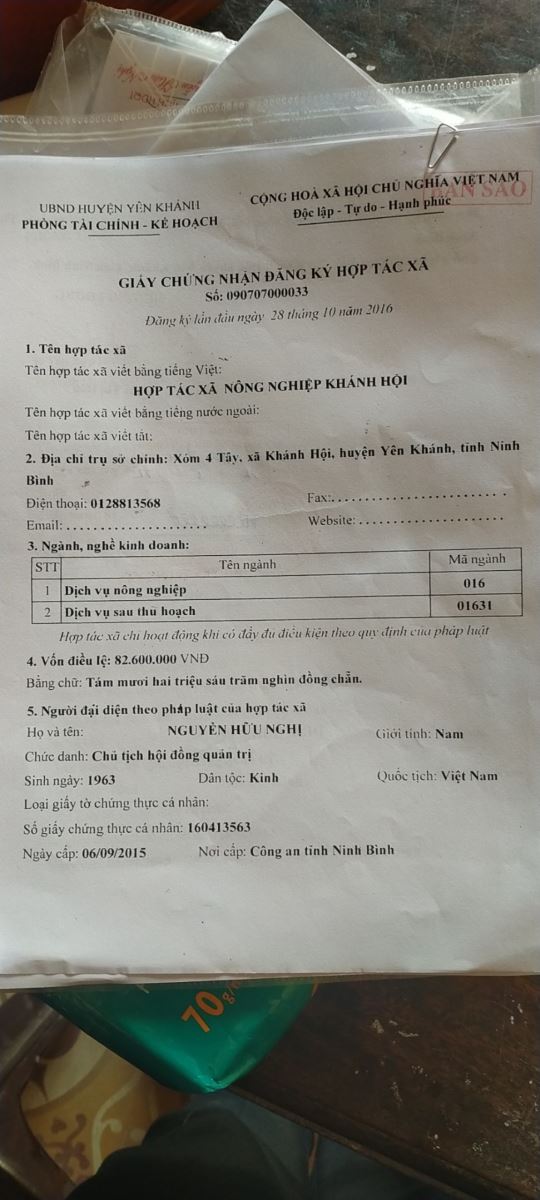 UBND HUYỆN YÊN KHÁNH
PHÒNG TÀI CHÍNH - KẾ HOẠCH
CỘNG HOÀ XÃ HỘI CHỦ NGHĨA VIỆT NAM
Độc lập - Tự do - Hạnh phúc
BẢN SAO
GIẤY CHỨNG NHẬN ĐĂNG KÝ HỢP TÁC XÃ
Số: 090707000033
Đăng ký lần đầu ngày 28 tháng 10 năm 2016
1. Tên hợp tác xã
Tên hợp tác xã viết bằng tiếng Việt:
HỢP TÁC XÃ NÔNG NGHIỆP KHÁNH HỘI
Tên hợp tác xã viết bằng tiếng nước ngoài:
Tên hợp tác xã viết tắt:
2. Địa chỉ trụ sở chính: Xóm 4 Tây, xã Khánh Hội, huyện Yên Khánh, tỉnh Ninh
Bình
Điện thoại: 0128813568 Fax:
Email: Website:
3. Ngành, nghề kinh doanh:
STT Tên ngành Mã ngành
1 Dịch vụ nông nghiệp 016
2 Dịch vụ sau thu hoạch 01631
Hợp tác xã chỉ hoạt động khi có đầy đủ điều kiện theo quy định của pháp luật
4. Vốn điều lệ: 82.600.000 VNĐ
Bằng chữ: Tám mươi hai triệu sáu trăm nghìn đồng chẵn.
5. Người đại diện theo pháp luật của hợp tác xã
Họ và tên: NGUYỄN HỮU NGHỊ Giới tính: Nam
Chức danh: Chủ tịch hội đồng quản trị
Sinh ngày: 1963 Dân tộc: Kinh Quốc tịch: Việt Nam
Loại giấy tờ chứng thực cá nhân:
Số giấy chứng thực cá nhân: 160413563
Ngày cấp: 06/09/2015 Nơi cấp: Công an tỉnh Ninh Bình
70 g/m